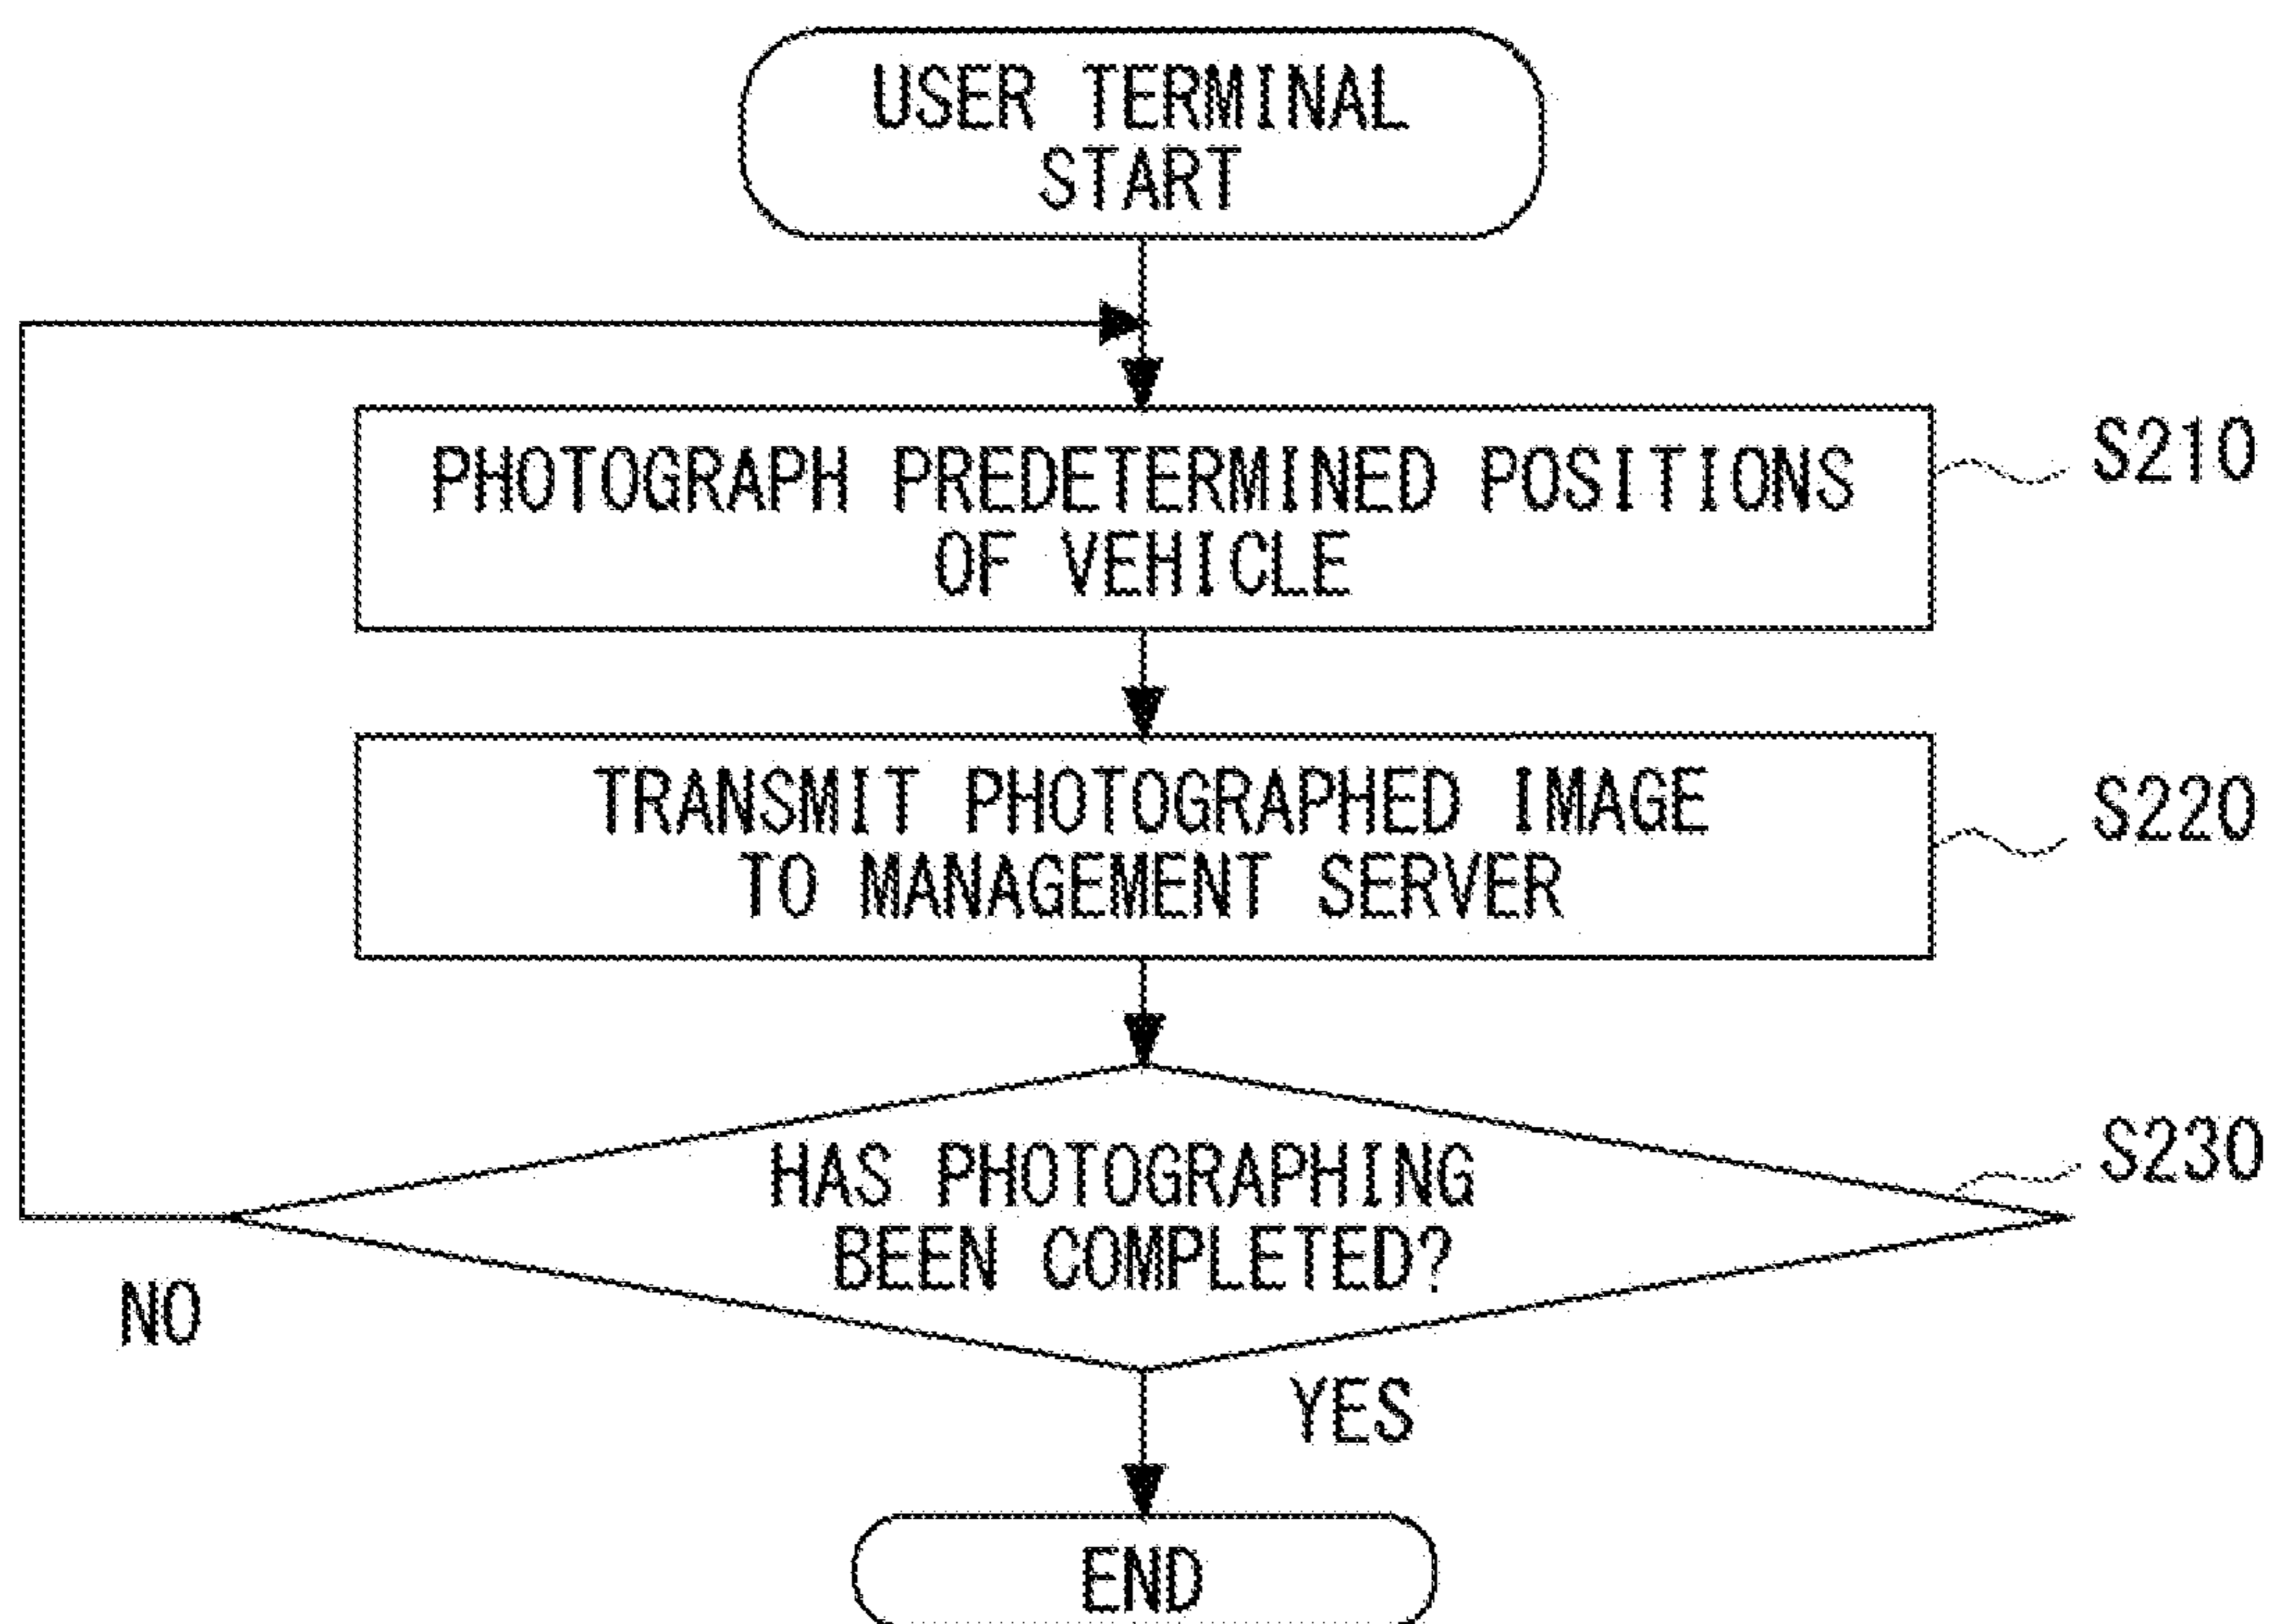 USER TERMINAL
START
PHOTOGRAPH PREDETERMINED POSITIONS
OF VEHICLE
S210
TRANSMIT PHOTOGRAPHED IMAGE
TO MANAGEMENT SERVER
S220
HAS PHOTOGRAPHING
BEEN COMPLETED?
S230
NO
YES
END